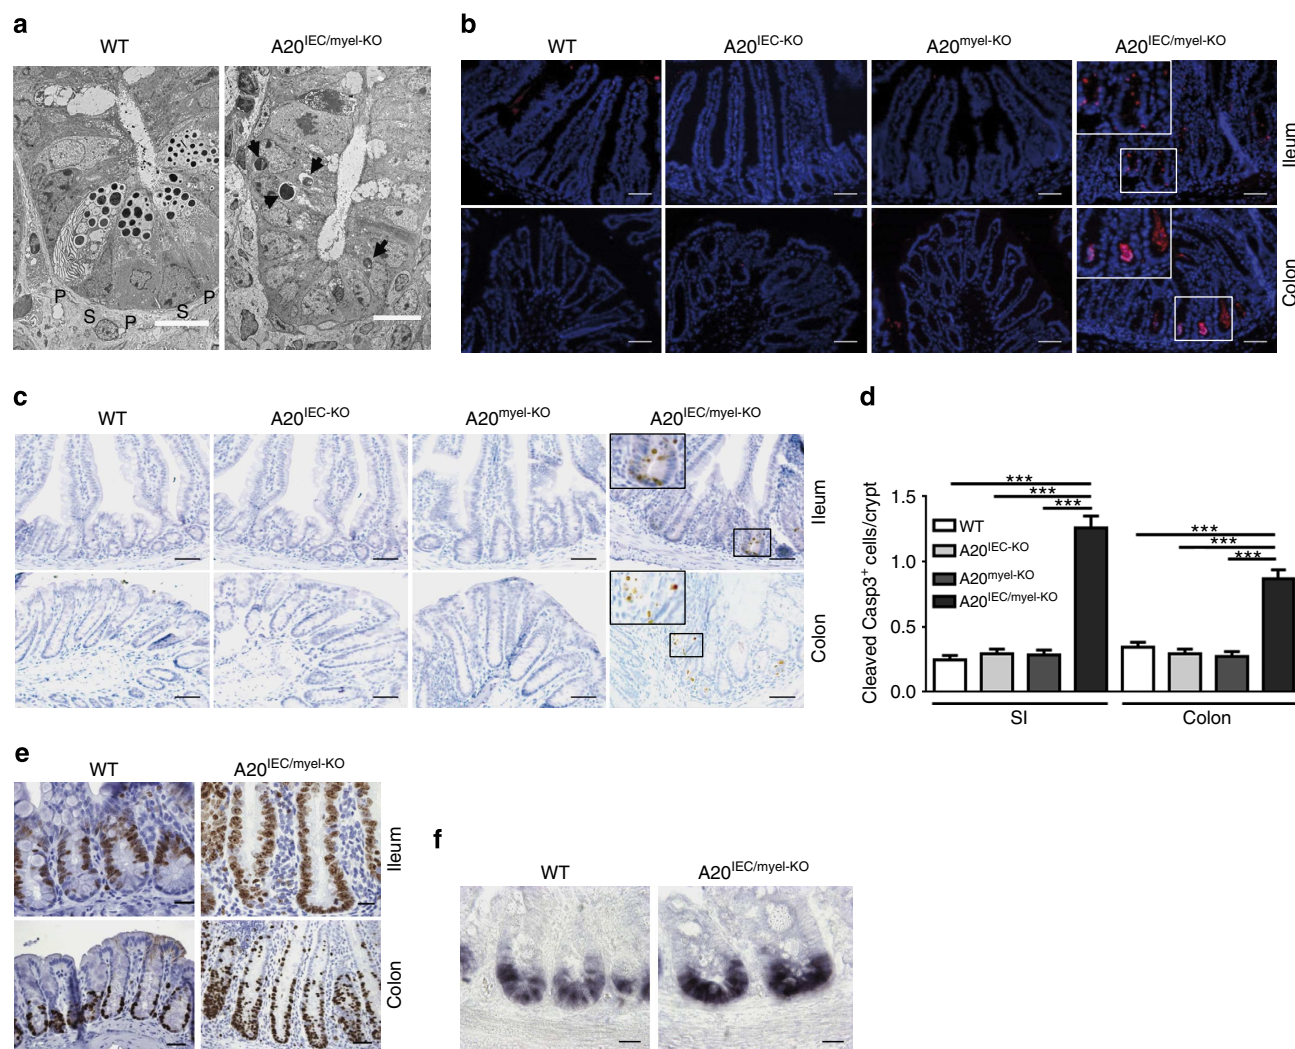 a
WT
A20IEC/myel-KO
P
S
P
S
P
b
WT
A20IEC-KO
A20myel-KO
A20IEC/myel-KO
Ileum
Colon
c
WT
A20IEC-KO
A20myel-KO
A20IEC/myel-KO
Ileum
Colon
d
Cleaved Casp3+ cells/crypt
1.5
1.0
0.5
0.0
WT
A20IEC-KO
A20myel-KO
A20IEC/myel-KO
***
***
***
***
***
***
SI
Colon
e
WT
A20IEC/myel-KO
Ileum
Colon
f
WT
A20IEC/myel-KO